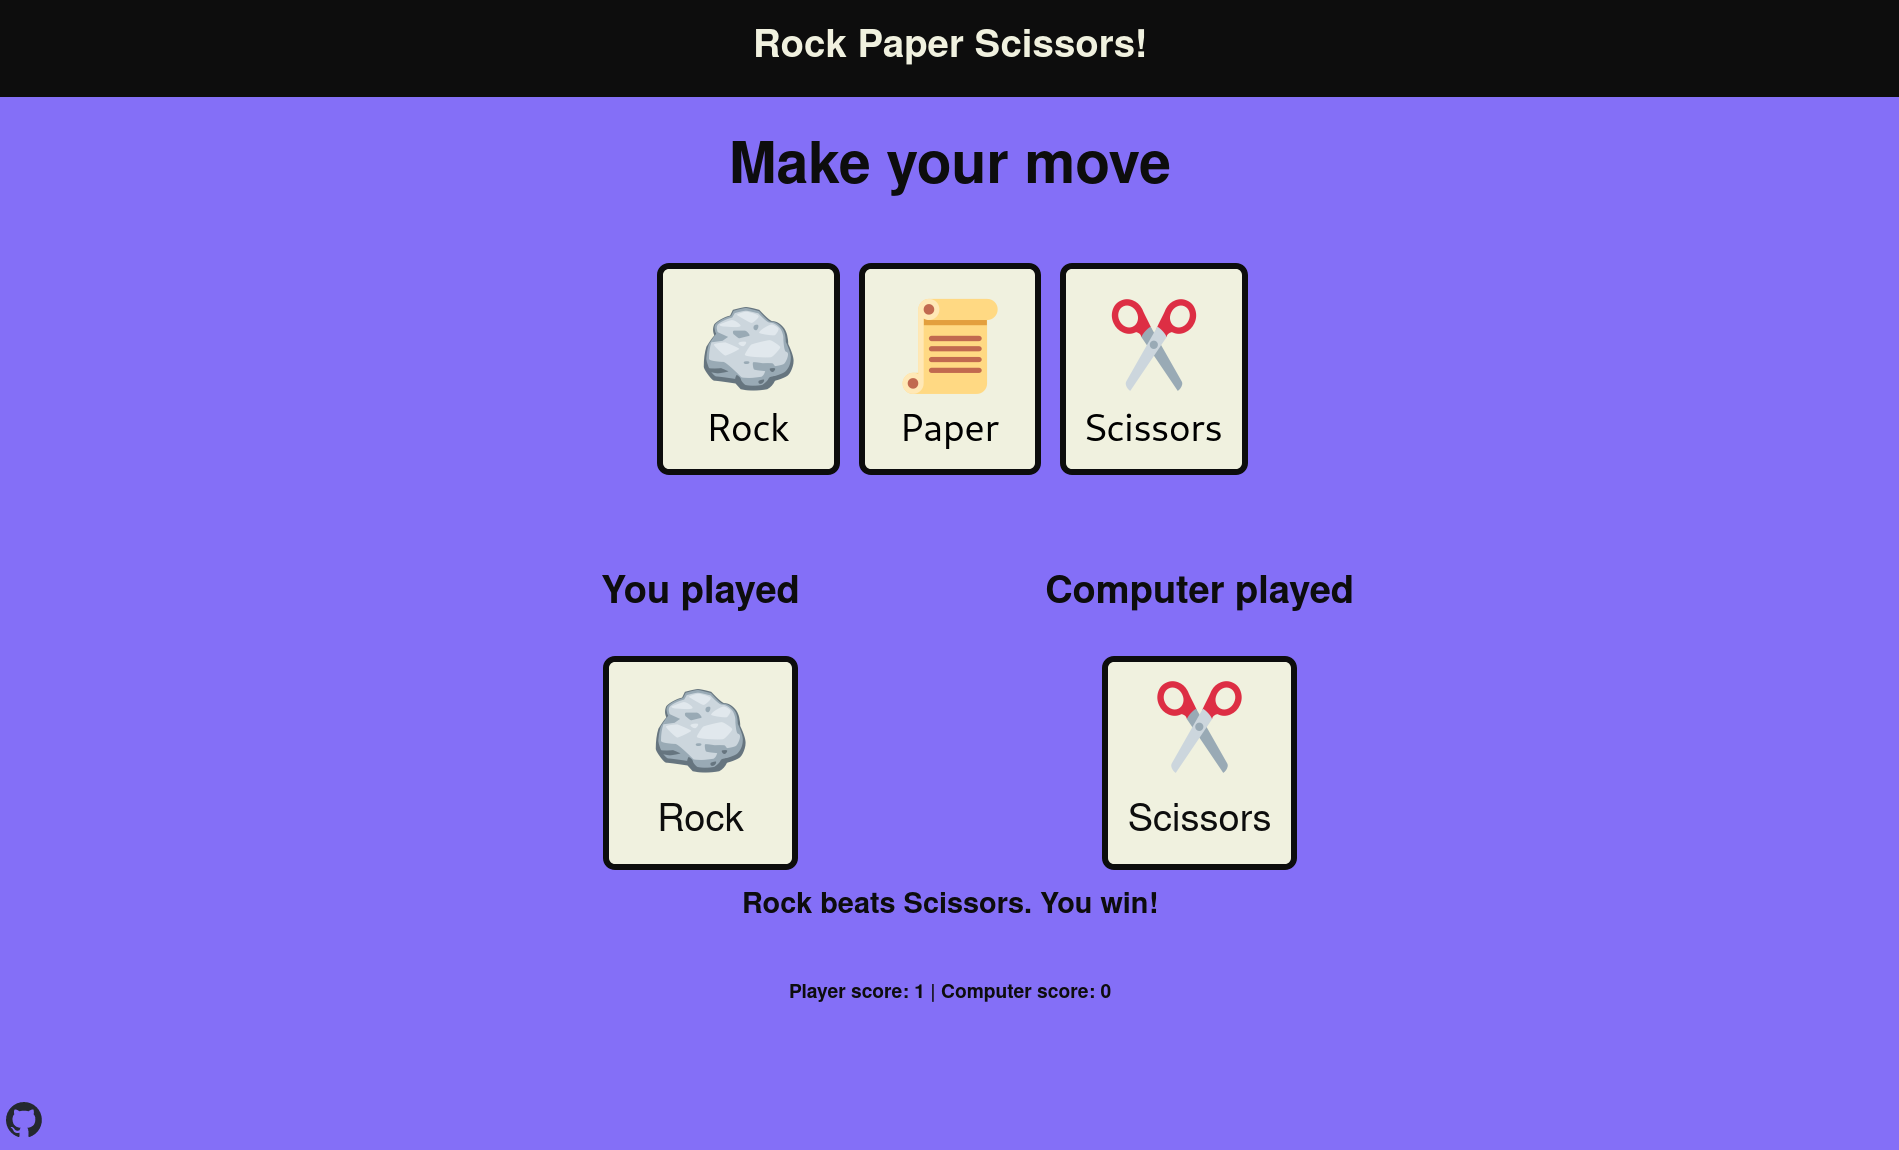 Rock Paper Scissors!
Make your move
Rock
Paper
Scissors
You played
Computer played
Rock
Scissors
Rock beats Scissors. You win!
Player score: 1 | Computer score: 0